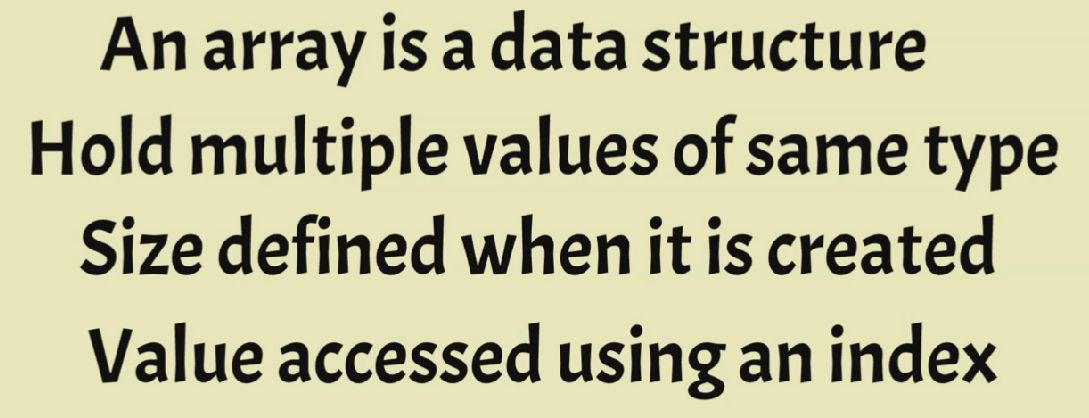 An array is a data structure
Hold multiple values of same type
Size defined when it is created
Value accessed using an index